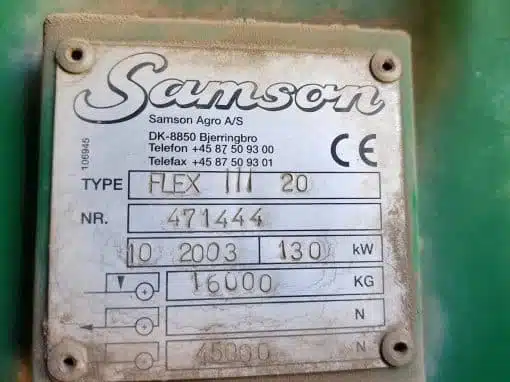 Samson
Samson Agro A/S
DK-8850 Bjerringbro
Telefon +45 87 50 93 00
Telefax +45 87 50 93 01
CE
106945
TYPE FLEX III 20
NR. 471444
10 2003 130 kW
16000 KG
N
45000 N